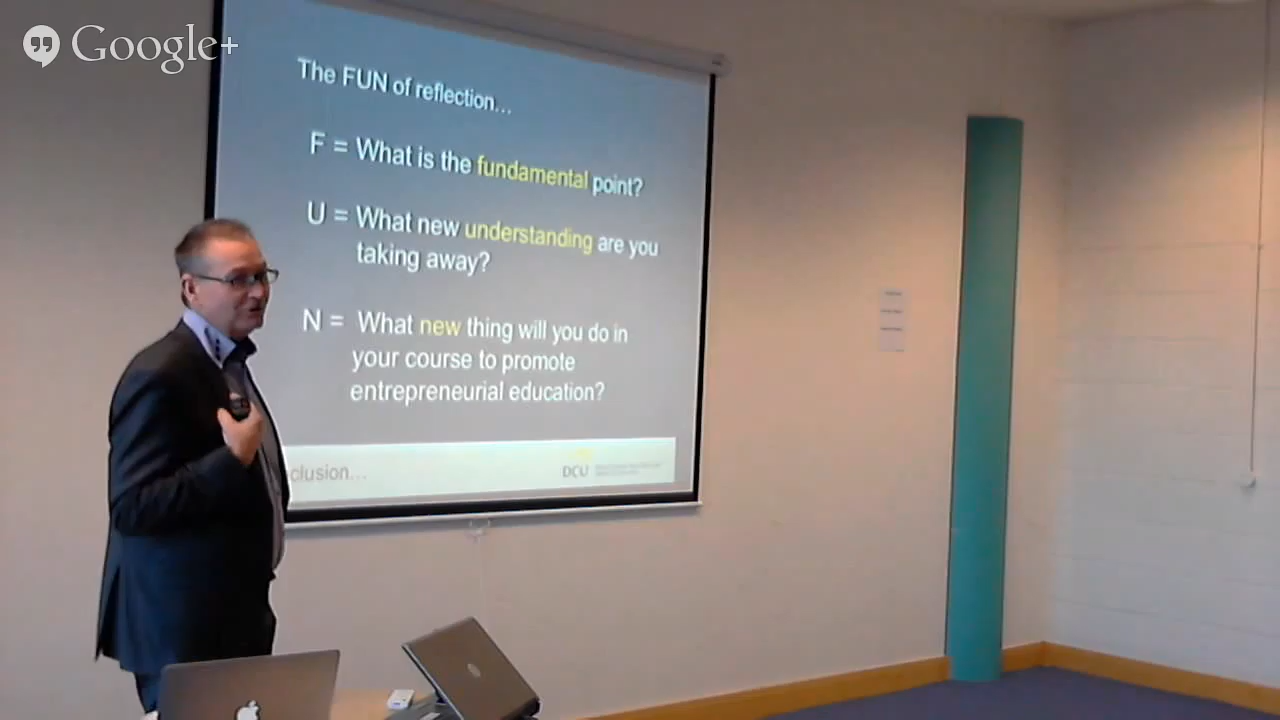 Google+
The FUN of reflection...
F = What is the fundamental point?
U = What new understanding are you
taking away?
N = What new thing will you do in
your course to promote
entrepreneurial education?
clusion...
DCU